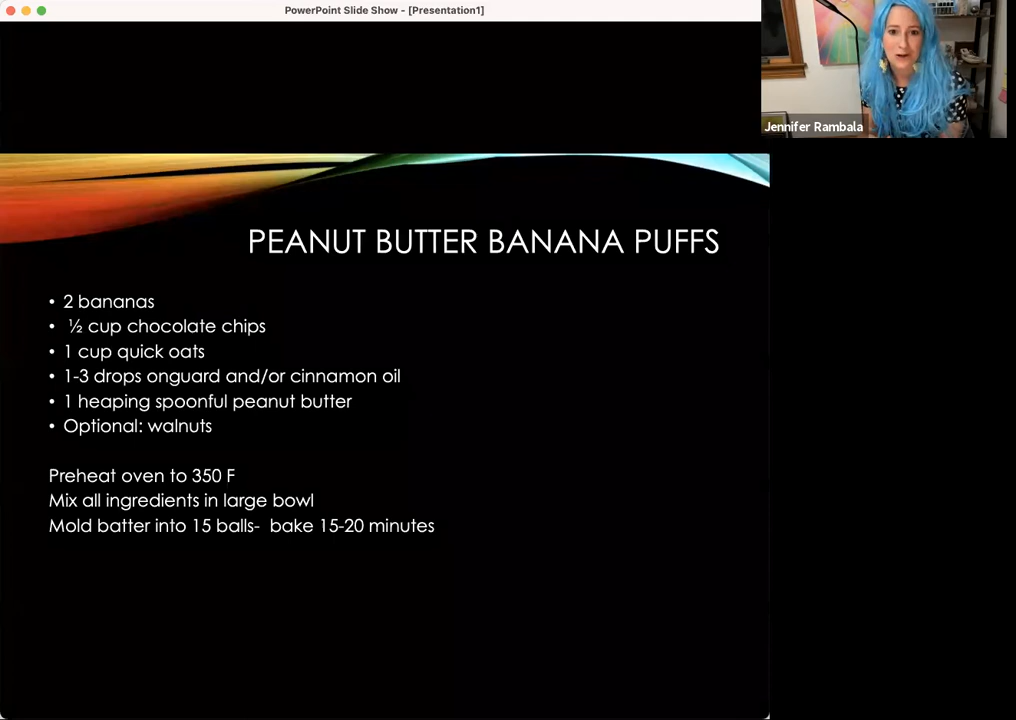 PowerPoint Slide Show - [Presentation1]
Jennifer Rambala
PEANUT BUTTER BANANA PUFFS
• 2 bananas
• ½ cup chocolate chips
• 1 cup quick oats
• 1-3 drops onguard and/or cinnamon oil
• 1 heaping spoonful peanut butter
• Optional: walnuts
Preheat oven to 350 F
Mix all ingredients in large bowl
Mold batter into 15 balls- bake 15-20 minutes